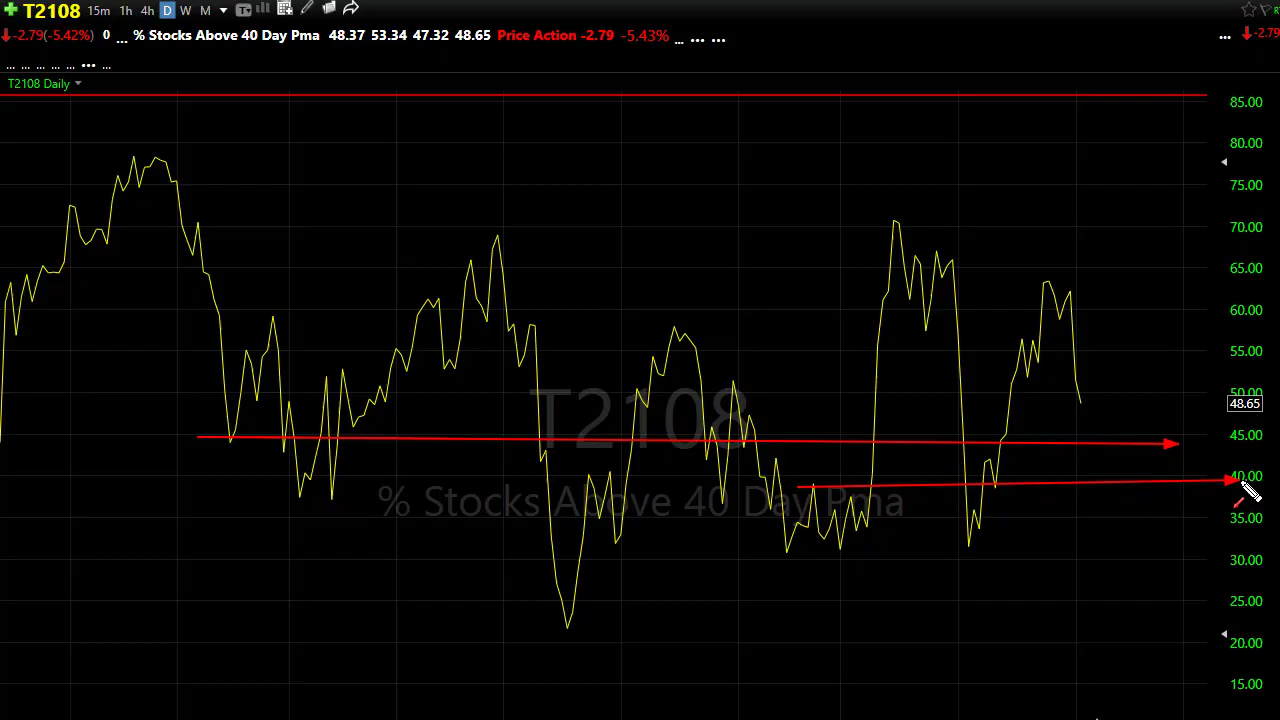 T2108 15m 1h 4h D W M T
-2.79(-5.42%) 0 ... % Stocks Above 40 Day Pma 48.37 53.34 47.32 48.65 Price Action -2.79 -5.43% ... ... ... ... -2.79
... ... ... ... ... ... ...
T2108 Daily
85.00
80.00
75.00
70.00
65.00
60.00
55.00
50.00
48.65
45.00
40.00
35.00
30.00
25.00
20.00
15.00
T2108
% Stocks Above 40 Day Pma